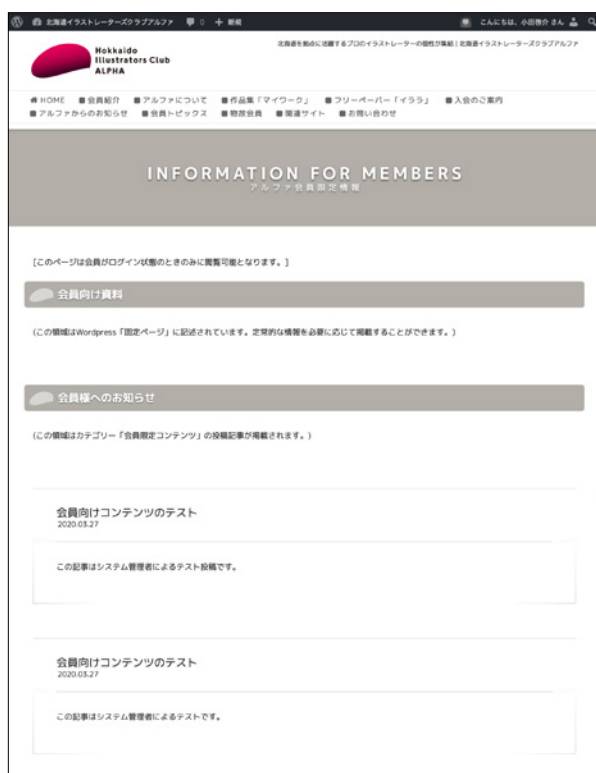 北海道イラストレーターズクラブアルファ 0 + 新規 こんにちは、小田啓介 さん
Hokkaido
Illustrators Club
ALPHA
北海道を拠点に活躍するプロのイラストレーターの個性が集結 | 北海道イラストレーターズクラブアルファ
HOME ■会員紹介 ■アルファについて ■作品集「マイワーク」 ■フリーペーパー「イララ」 ■入会のご案内
■アルファからのお知らせ ■会員トピックス ■物故会員 ■関連サイト ■お問い合わせ
INFORMATION FOR MEMBERS
アルファ会員限定情報
[このページは会員がログイン状態のときのみに閲覧可能となります。]
会員向け資料
(この領域はWordpress「固定ページ」に記述されています。定常的な情報を必要に応じて掲載することができます。)
会員様へのお知らせ
(この領域はカテゴリー「会員限定コンテンツ」の投稿記事が掲載されます。)
会員向けコンテンツのテスト
2020.03.27
この記事はシステム管理者によるテスト投稿です。
会員向けコンテンツのテスト
2020.03.27
この記事はシステム管理者によるテストです。